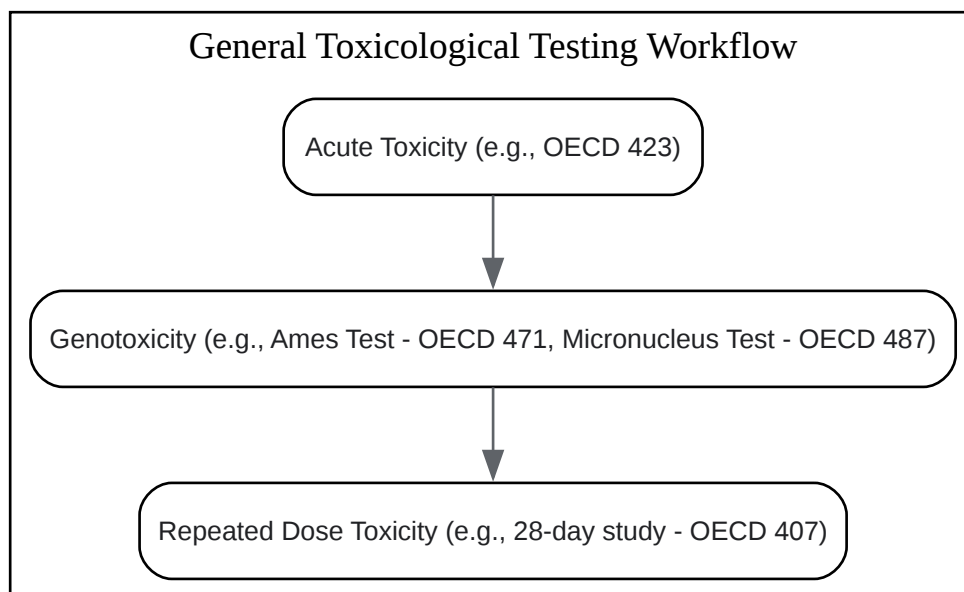 General Toxicological Testing Workflow
Acute Toxicity (e.g., OECD 423)
Genotoxicity (e.g., Ames Test - OECD 471, Micronucleus Test - OECD 487)
Repeated Dose Toxicity (e.g., 28-day study - OECD 407)